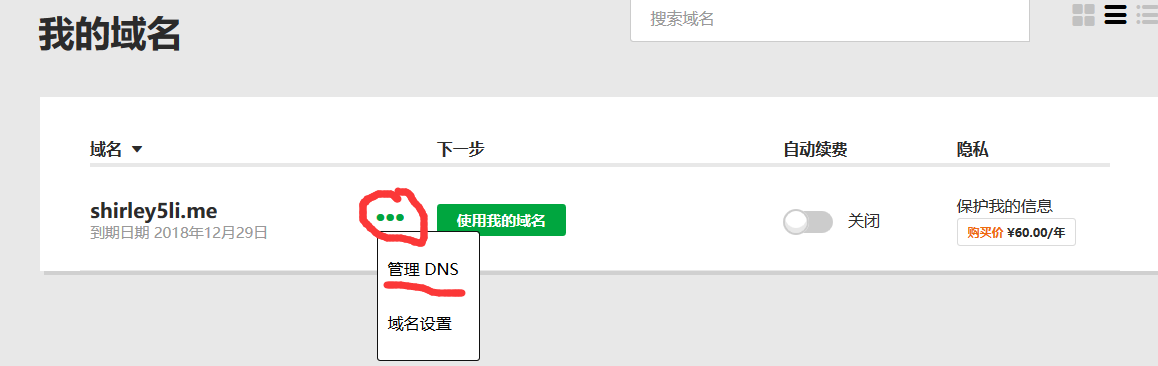 我的域名
搜索域名
域名 下一步 自动续费 隐私
shirley5li.me
到期日期 2018年12月29日
使用我的域名
关闭
保护我的信息
购买价 ¥60.00/年
管理 DNS
域名设置